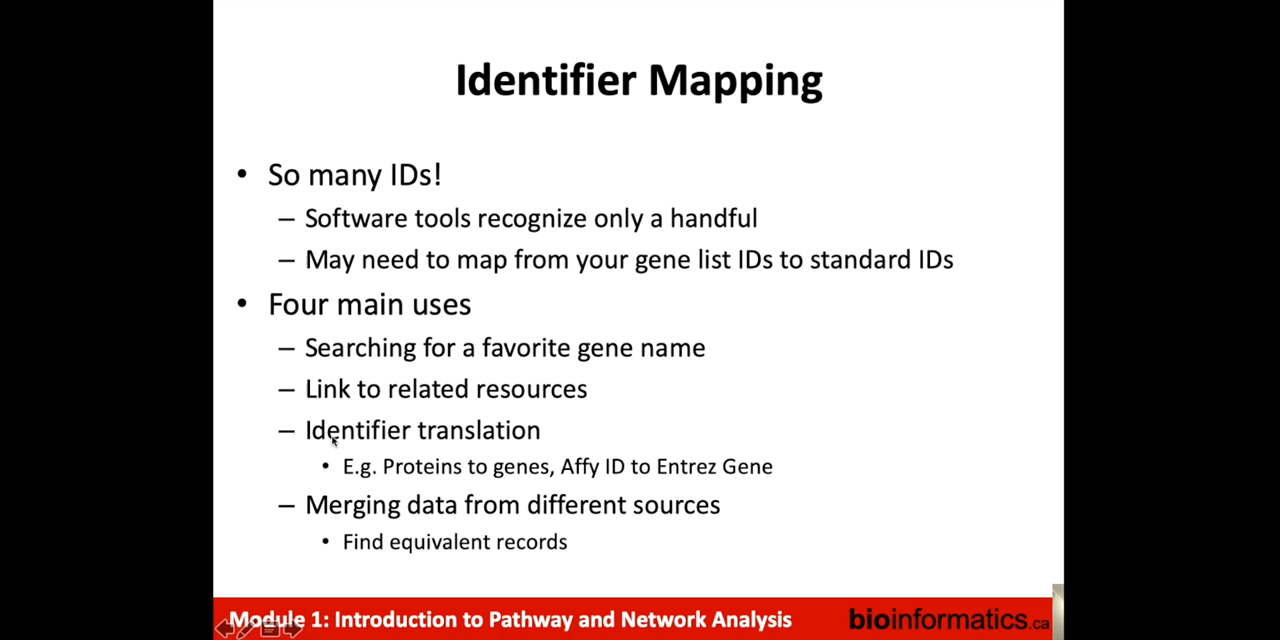 Identifier Mapping
• So many IDs!
– Software tools recognize only a handful
– May need to map from your gene list IDs to standard IDs
• Four main uses
– Searching for a favorite gene name
– Link to related resources
– Identifier translation
• E.g. Proteins to genes, Affy ID to Entrez Gene
– Merging data from different sources
• Find equivalent records
Module 1: Introduction to Pathway and Network Analysis
bioinformatics.ca